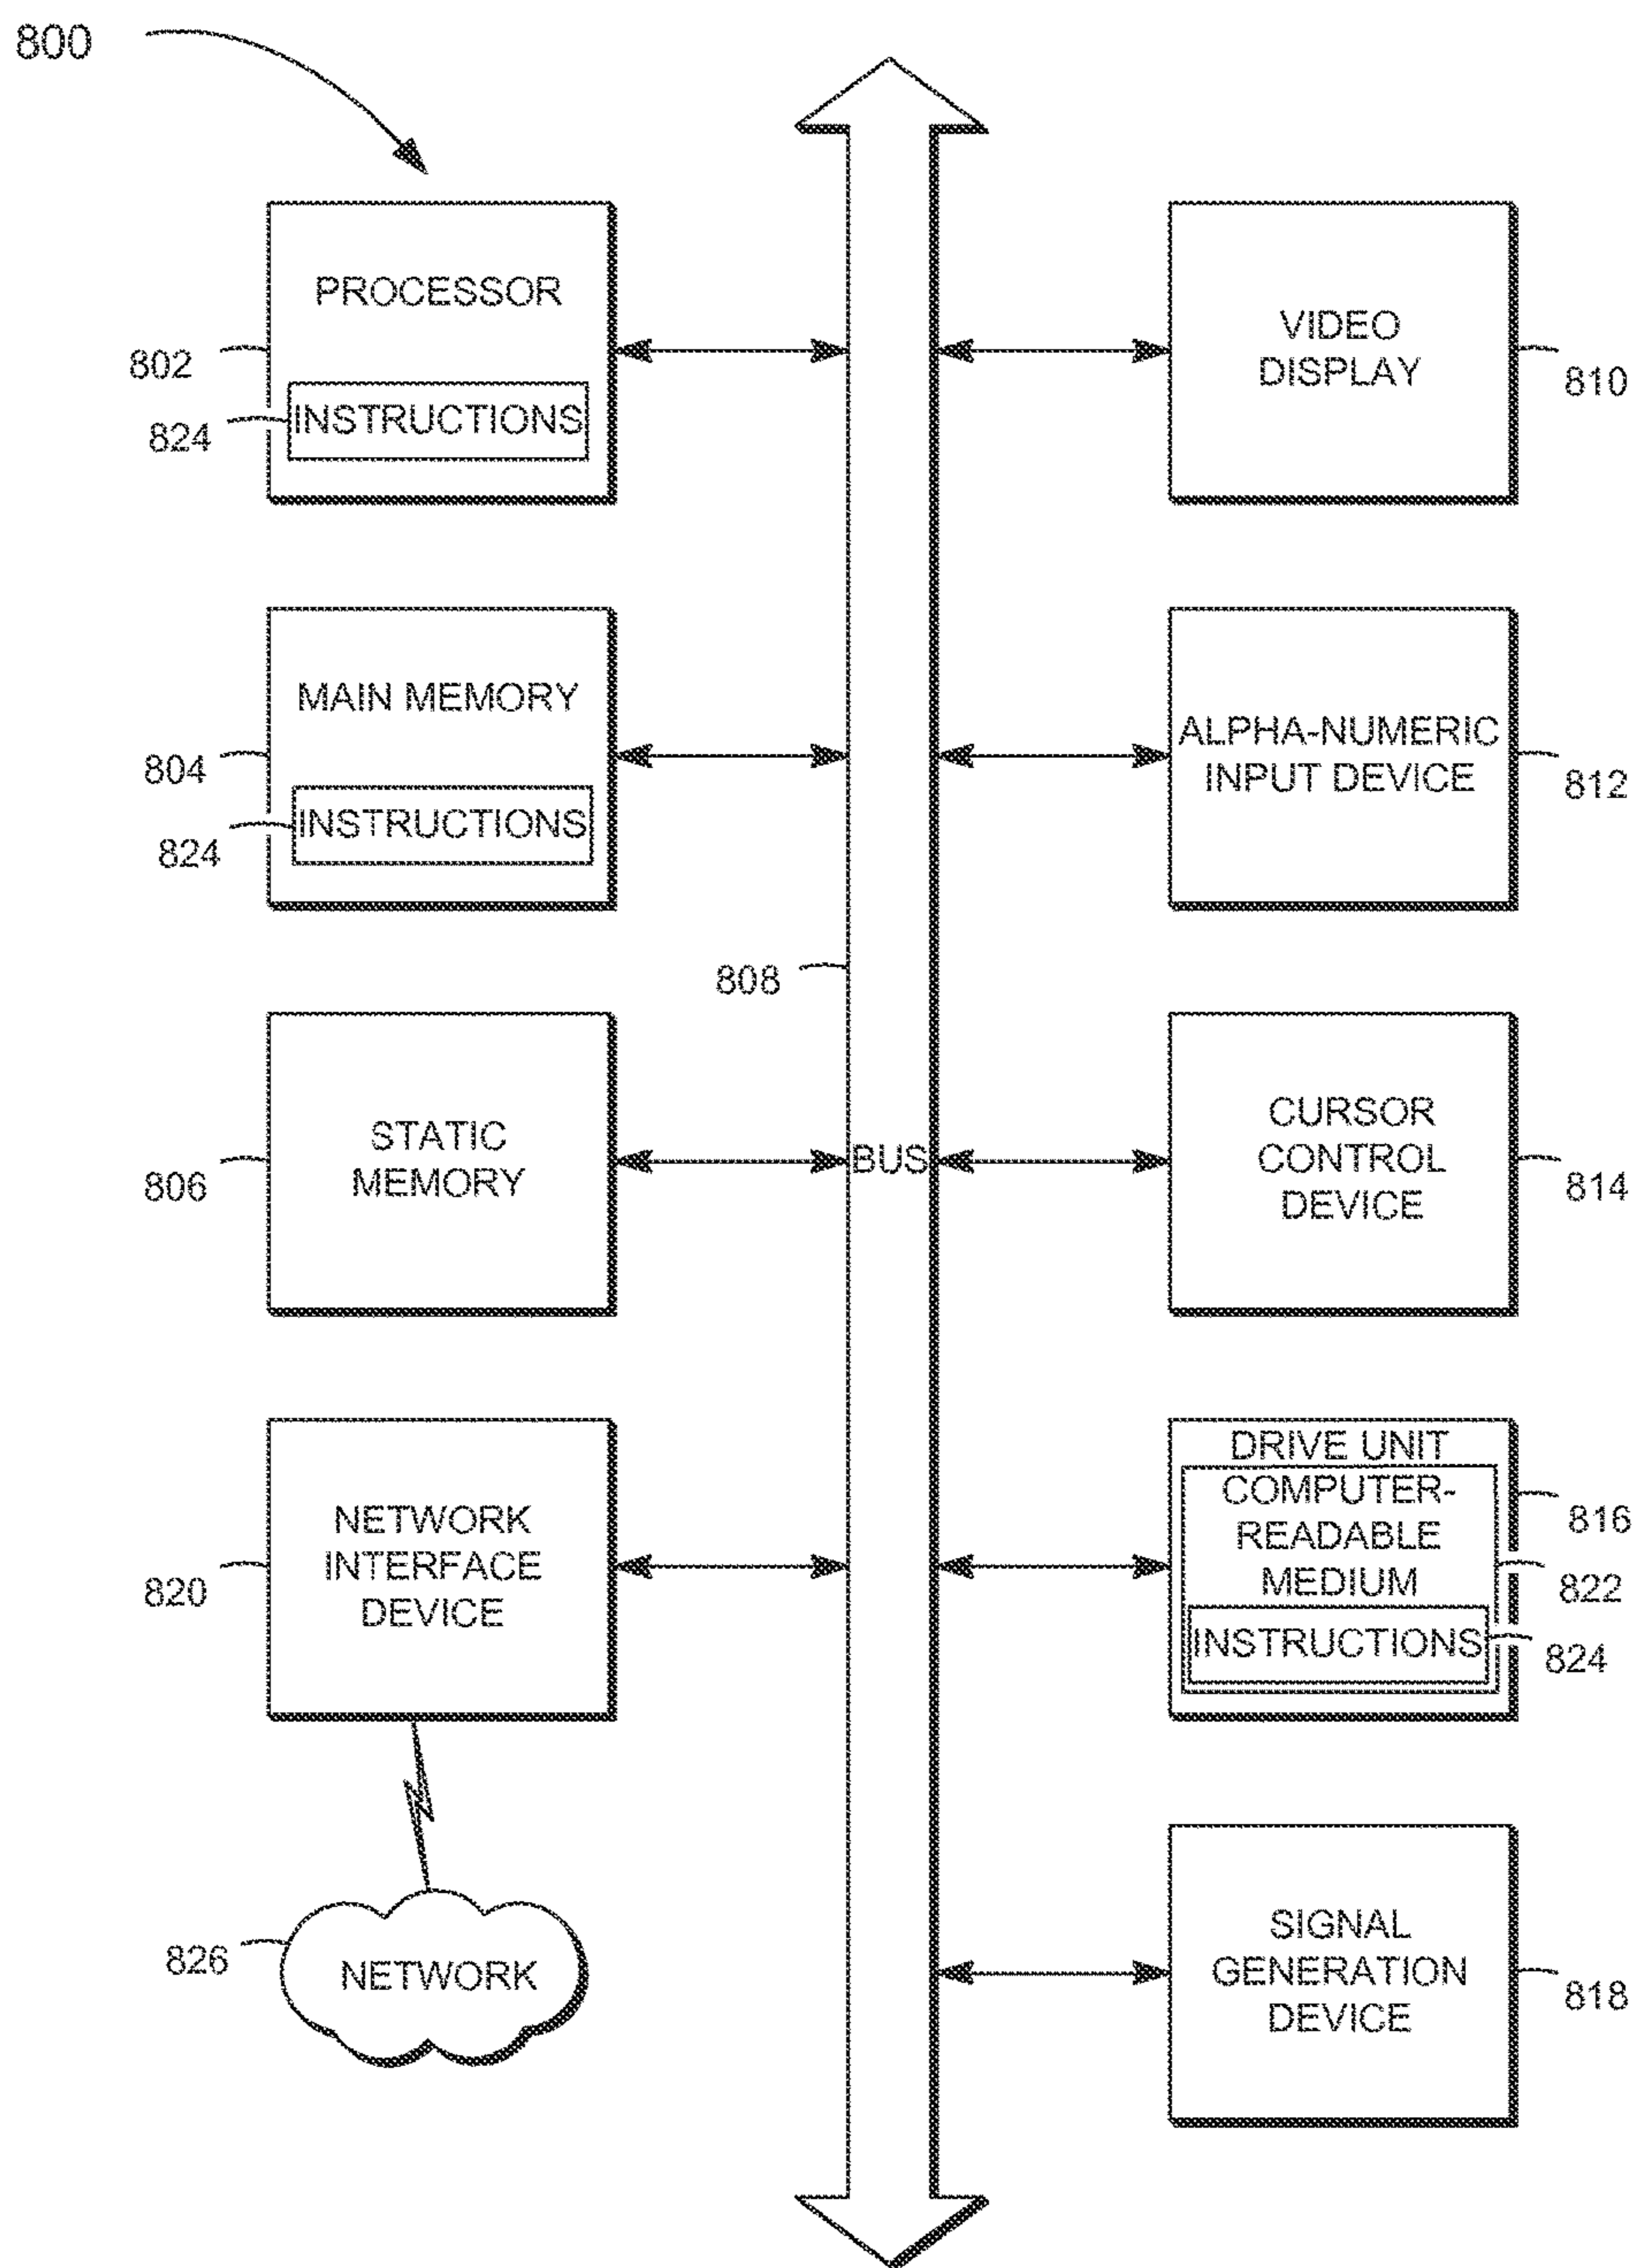 800
PROCESSOR
802
INSTRUCTIONS
824
MAIN MEMORY
804
INSTRUCTIONS
824
808
STATIC
MEMORY
806
NETWORK
INTERFACE
DEVICE
820
826
NETWORK
BUS
VIDEO
DISPLAY
810
ALPHA-NUMERIC
INPUT DEVICE
812
CURSOR
CONTROL
DEVICE
814
DRIVE UNIT
COMPUTER-
READABLE
MEDIUM
816
822
INSTRUCTIONS
824
SIGNAL
GENERATION
DEVICE
818